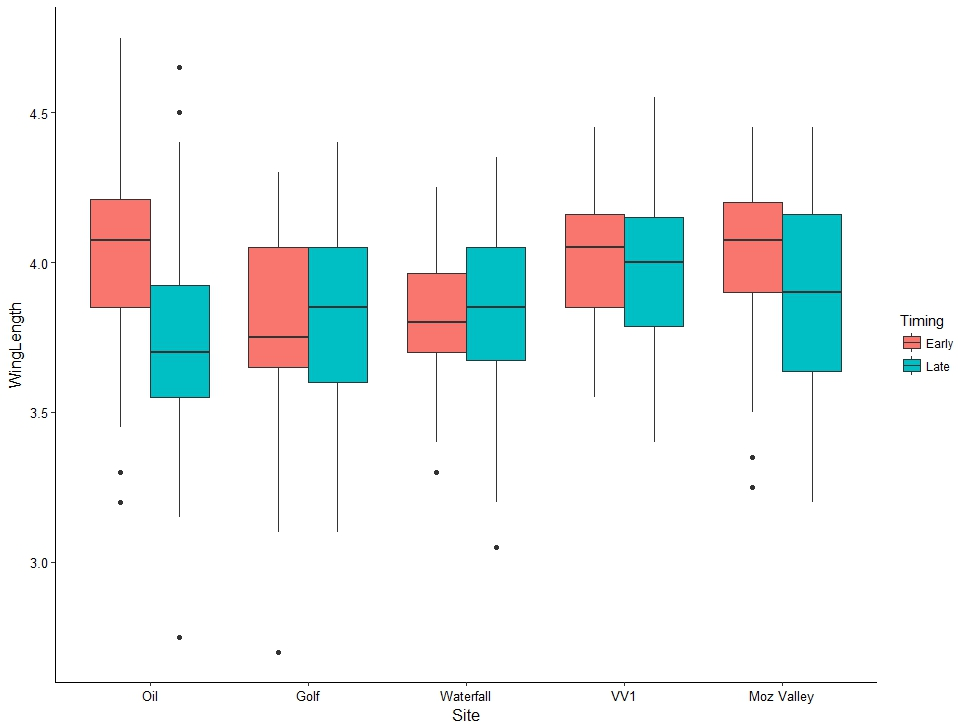 WingLength
4.5
4.0
3.5
3.0
Oil
Golf
Waterfall
VV1
Moz Valley
Site
Timing
Early
Late